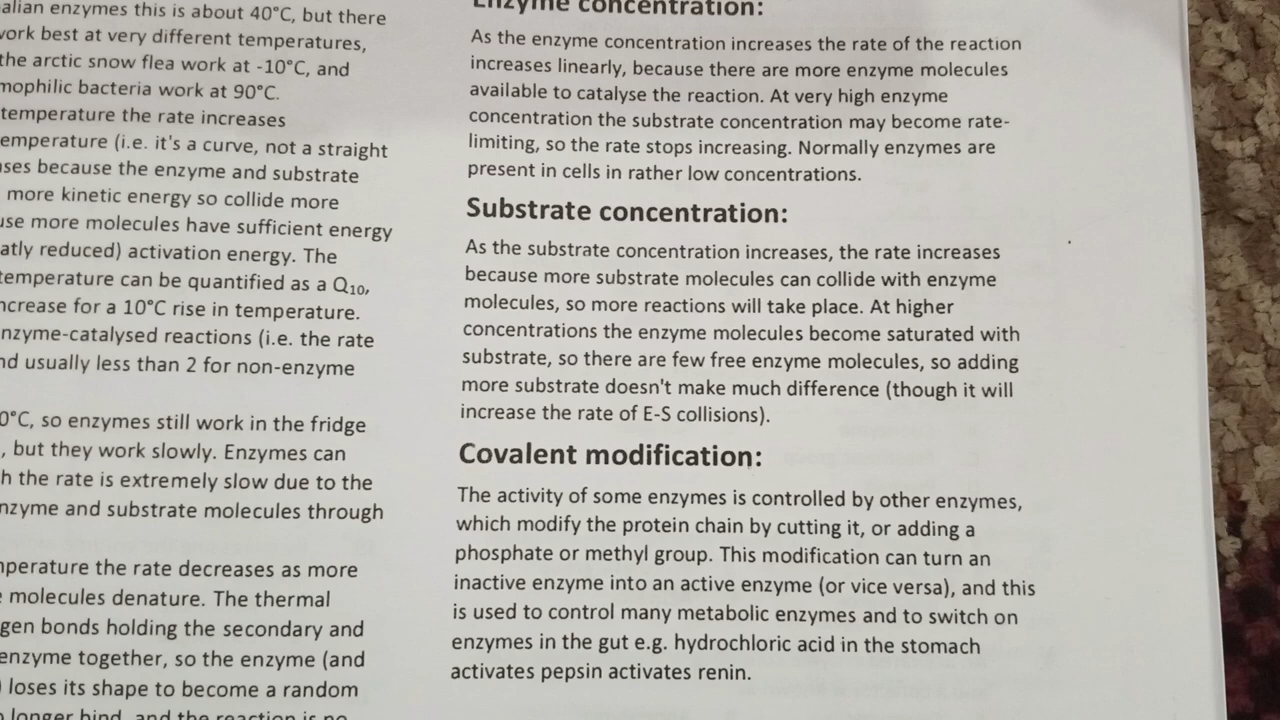 alian enzymes this is about 40°C, but there
work best at very different temperatures,
the arctic snow flea work at -10°C, and
mophilic bacteria work at 90°C.
temperature the rate increases
emperature (i.e. it's a curve, not a straight
ases because the enzyme and substrate
more kinetic energy so collide more
use more molecules have sufficient energy
atly reduced) activation energy. The
temperature can be quantified as a Q10,
ncrease for a 10°C rise in temperature.
nzyme-catalysed reactions (i.e. the rate
nd usually less than 2 for non-enzyme
0°C, so enzymes still work in the fridge
, but they work slowly. Enzymes can
h the rate is extremely slow due to the
nzyme and substrate molecules through
nperature the rate decreases as more
e molecules denature. The thermal
gen bonds holding the secondary and
enzyme together, so the enzyme (and
) loses its shape to become a random
longer bind, and the reaction is no
Enzyme concentration:
As the enzyme concentration increases the rate of the reaction
increases linearly, because there are more enzyme molecules
available to catalyse the reaction. At very high enzyme
concentration the substrate concentration may become rate-
limiting, so the rate stops increasing. Normally enzymes are
present in cells in rather low concentrations.
Substrate concentration:
As the substrate concentration increases, the rate increases
because more substrate molecules can collide with enzyme
molecules, so more reactions will take place. At higher
concentrations the enzyme molecules become saturated with
substrate, so there are few free enzyme molecules, so adding
more substrate doesn't make much difference (though it will
increase the rate of E-S collisions).
Covalent modification:
The activity of some enzymes is controlled by other enzymes,
which modify the protein chain by cutting it, or adding a
phosphate or methyl group. This modification can turn an
inactive enzyme into an active enzyme (or vice versa), and this
is used to control many metabolic enzymes and to switch on
enzymes in the gut e.g. hydrochloric acid in the stomach
activates pepsin activates renin.